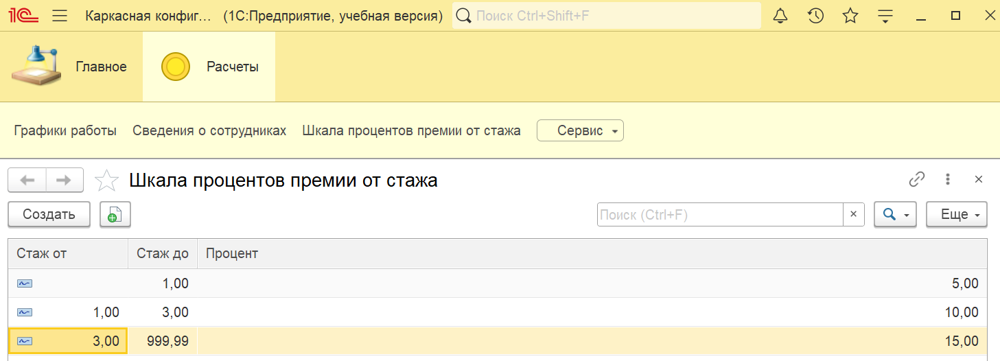 1С Каркасная конфиг... (1С:Предприятие, учебная версия) Поиск Ctrl+Shift+F
Главное Расчеты
Графики работы Сведения о сотрудниках Шкала процентов премии от стажа Сервис
Шкала процентов премии от стажа
Создать Поиск (Ctrl+F) × Еще
Стаж от Стаж до Процент
1,00 5,00
1,00 3,00 10,00
3,00 999,99 15,00